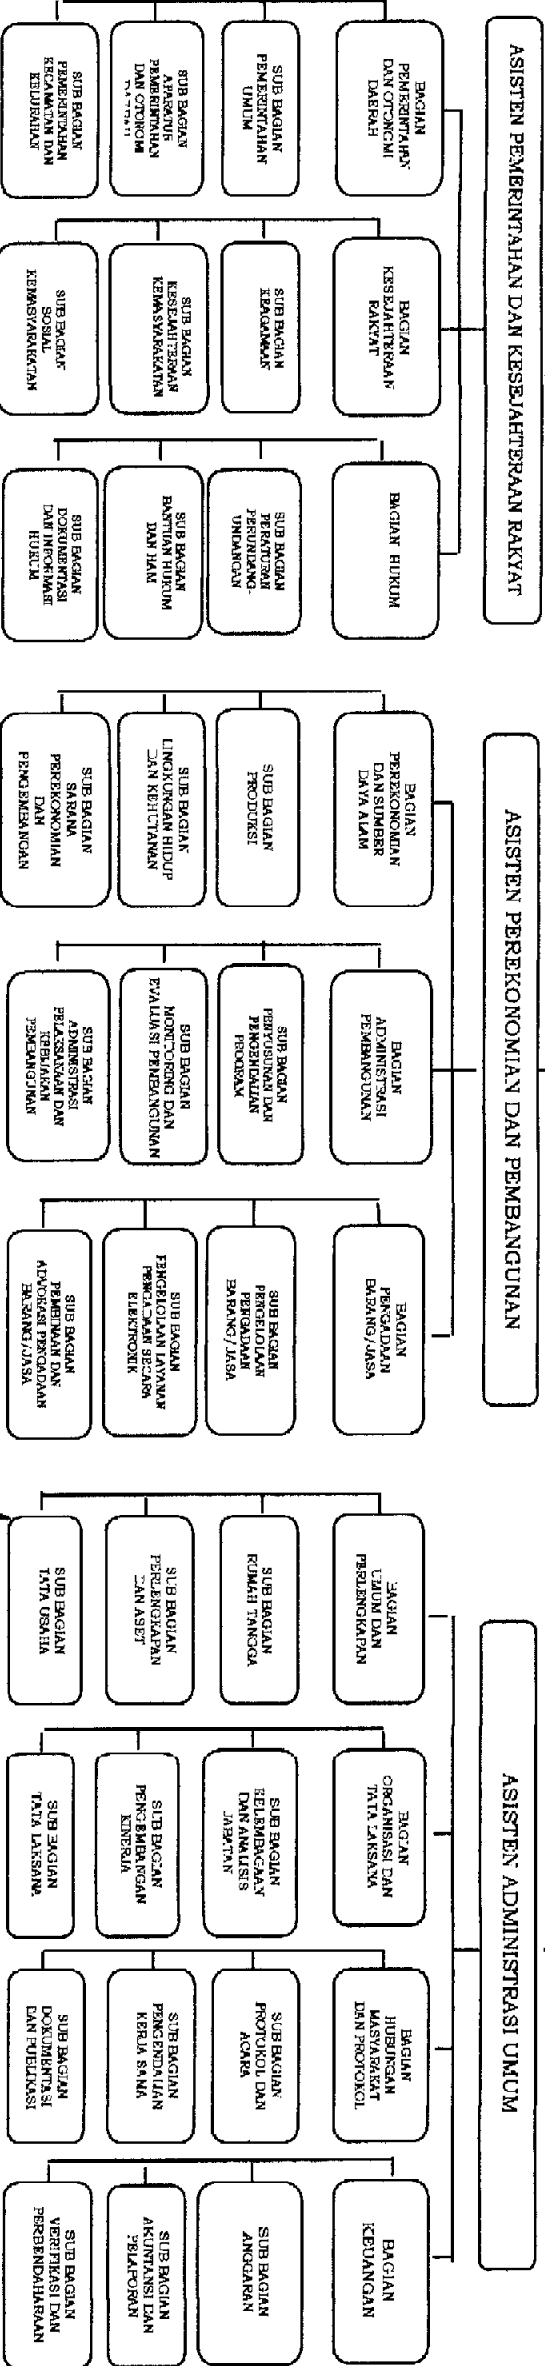 ASISTEN PEMERINTAHAN DAN KESEJAHTERAAN RAKYAT
BAGIAN
PEMERINTAHAN
DAN OTONOMI
DAERAH
SUB BAGIAN
PEMERINTAHAN
UMUM
SUB BAGIAN
APARATUR
PEMERINTAHAN
DAN OTONOMI
DAERAH
SUB BAGIAN
PEMERINTAHAN
KECAMATAN DAN
KELURAHAN
BAGIAN
KESEJAHTERAAN
RAKYAT
SUB BAGIAN
KEAGAMAAN
SUB BAGIAN
KESEJAHTERAAN
KEMASYARAKATAN
SUB BAGIAN
SOSIAL
KEMASYARAKATAN
BAGIAN HUKUM
SUB BAGIAN
PERATURAN
PERUNDANG-
UNDANGAN
SUB BAGIAN
BANTUAN HUKUM
DAN HAM
SUB BAGIAN
DOKUMENTASI
DAN INFORMASI
HUKUM
ASISTEN PEREKONOMIAN DAN PEMBANGUNAN
BAGIAN
PEREKONOMIAN
DAN SUMBER
DAYA ALAM
SUB BAGIAN
PRODUKSI
SUB BAGIAN
LINGKUNGAN HIDUP
DAN KEHUTANAN
SUB BAGIAN
SARANA
PEREKONOMIAN
DAN
PENGEMBANGAN
BAGIAN
ADMINISTRASI
PEMBANGUNAN
SUB BAGIAN
PENYUSUNAN DAN
PENGENDALIAN
PROGRAM
SUB BAGIAN
MONITORING DAN
EVALUASI PEMBANGUNAN
SUB BAGIAN
ADMINISTRASI
PELAKSANAAN DAN
KEBIJAKAN
PEMBANGUNAN
BAGIAN
PENGADAAN
BARANG/JASA
SUB BAGIAN
PENGELOLAAN
PENGADAAN
BARANG/JASA
SUB BAGIAN
PENGELOLAAN LAYANAN
PENGADAAN SECARA
ELEKTRONIK
SUB BAGIAN
PEMBINAAN DAN
ADVOKASI PENGADAAN
BARANG/JASA
ASISTEN ADMINISTRASI UMUM
BAGIAN
UMUM DAN
PERLENGKAPAN
SUB BAGIAN
RUMAH TANGGA
SUB BAGIAN
PERLENGKAPAN
DAN ASET
SUB BAGIAN
TATA USAHA
BAGIAN
ORGANISASI DAN
TATA LAKSANA
SUB BAGIAN
KELEMBAGAAN
DAN ANALISIS
JABATAN
SUB BAGIAN
PENGEMBANGAN
KINERJA
SUB BAGIAN
TATA LAKSANA
BAGIAN
HUBUNGAN
MASYARAKAT
DAN PROTOKOL
SUB BAGIAN
PROTOKOL DAN
ACARA
SUB BAGIAN
PENGENDALIAN
KERJA SAMA
SUB BAGIAN
DOKUMENTASI
DAN PUBLIKASI
BAGIAN
KEUANGAN
SUB BAGIAN
ANGGARAN
SUB BAGIAN
AKUNTANSI DAN
PELAPORAN
SUB BAGIAN
VERIFIKASI DAN
PERBENDAHARAAN